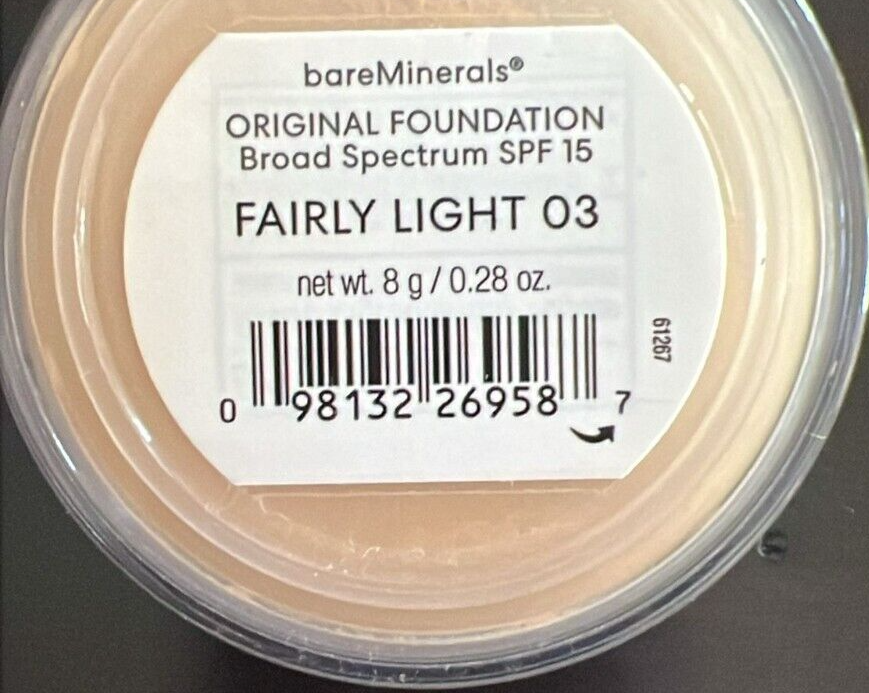 bareMinerals®
ORIGINAL FOUNDATION
Broad Spectrum SPF 15
FAIRLY LIGHT 03
net wt. 8 g / 0.28 oz.
61267
0 98132 26958 7